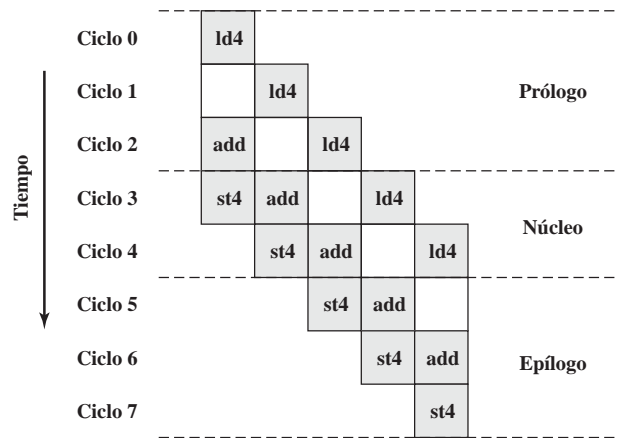 Ciclo 0 ld4
Ciclo 1 ld4 Prólogo
Ciclo 2 add ld4
Ciclo 3 st4 add ld4
Núcleo
Ciclo 4 st4 add ld4
Ciclo 5 st4 add
Ciclo 6 st4 add Epílogo
Ciclo 7 st4
Tiempo